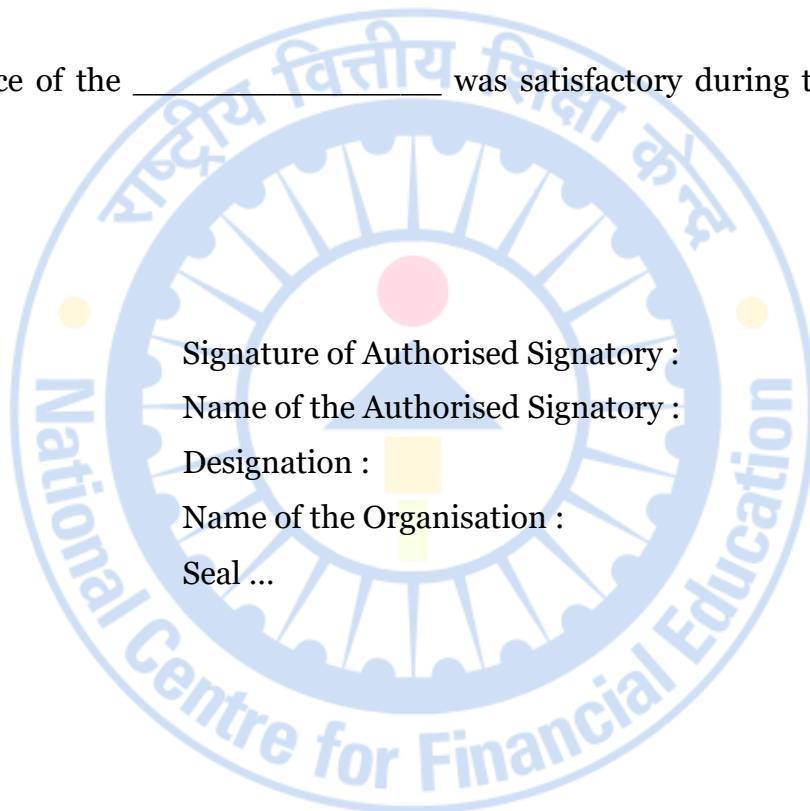 ce of the _________________ was satisfactory during t
राष्ट्रीय वित्तीय शिक्षा केन्द्र
Signature of Authorised Signatory :
Name of the Authorised Signatory :
Designation :
Name of the Organisation :
Seal ...
National Centre for Financial Education